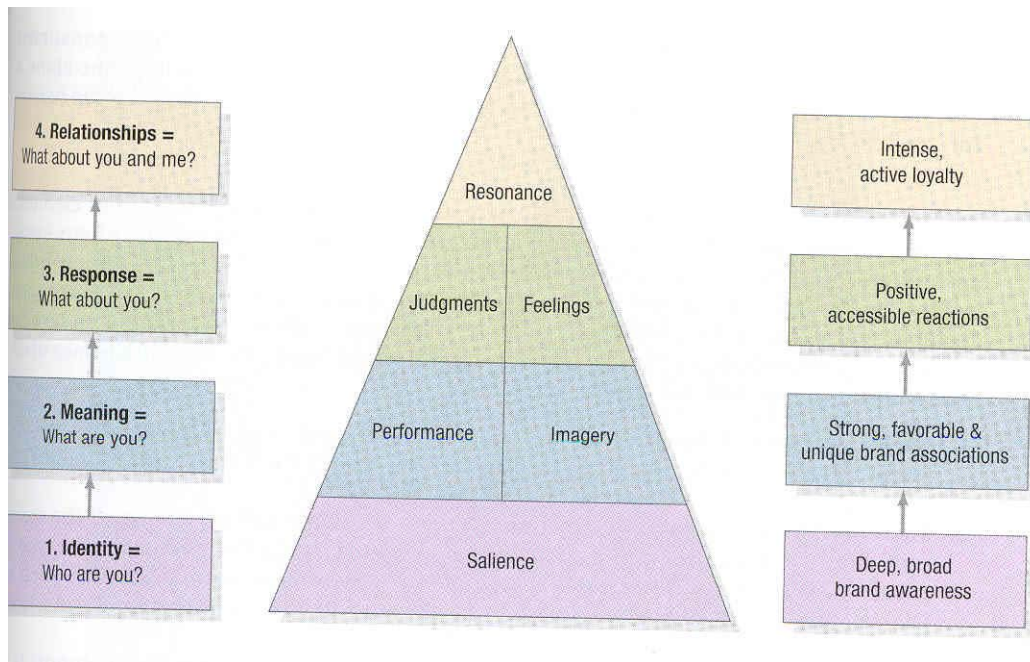 4. Relationships =
What about you and me?
3. Response =
What about you?
2. Meaning =
What are you?
1. Identity =
Who are you?
Resonance
Judgments
Feelings
Performance
Imagery
Salience
Intense,
active loyalty
Positive,
accessible reactions
Strong, favorable &
unique brand associations
Deep, broad
brand awareness